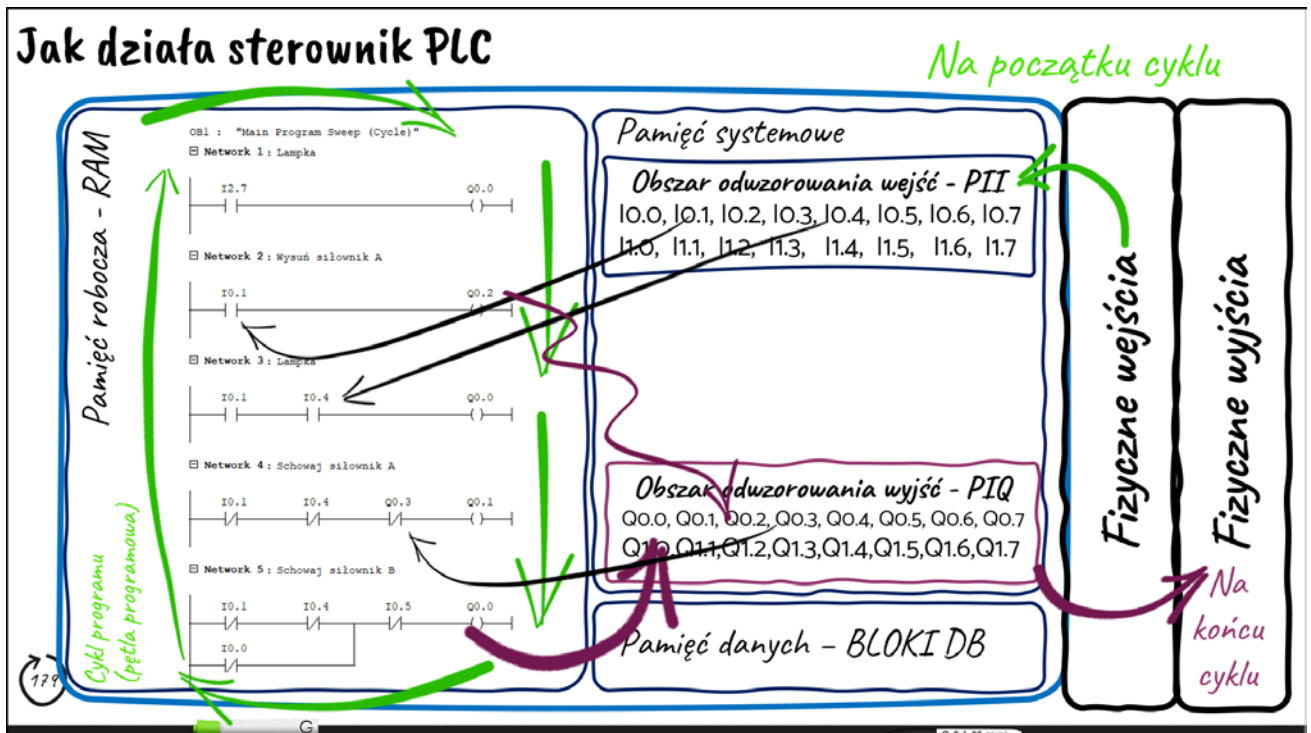 Jak działa sterownik PLC
Na początku cyklu
Pamięć robocza - RAM
Cykl programu
(pętla programowa)
OB1 : "Main Program Sweep (Cycle)"
Network 1 : Lampka
I2.7 Q0.0
Network 2 : Wysuń siłownik A
I0.1 Q0.2
Network 3 : Lampka
I0.1 I0.4 Q0.0
Network 4 : Schowaj siłownik A
I0.1 I0.4 Q0.3 Q0.1
Network 5 : Schowaj siłownik B
I0.1 I0.4 I0.5 Q0.0
I0.0
Pamięć systemowe
Obszar odwzorowania wejść - PII
I0.0, I0.1, I0.2, I0.3, I0.4, I0.5, I0.6, I0.7
I1.0, I1.1, I1.2, I1.3, I1.4, I1.5, I1.6, I1.7
Obszar odwzorowania wyjść - PIQ
Q0.0, Q0.1, Q0.2, Q0.3, Q0.4, Q0.5, Q0.6, Q0.7
Q1.0,Q1.1,Q1.2,Q1.3,Q1.4,Q1.5,Q1.6,Q1.7
Pamięć danych – BLOKI DB
Fizyczne wejścia
Fizyczne wyjścia
Na
końcu
cyklu
179
G